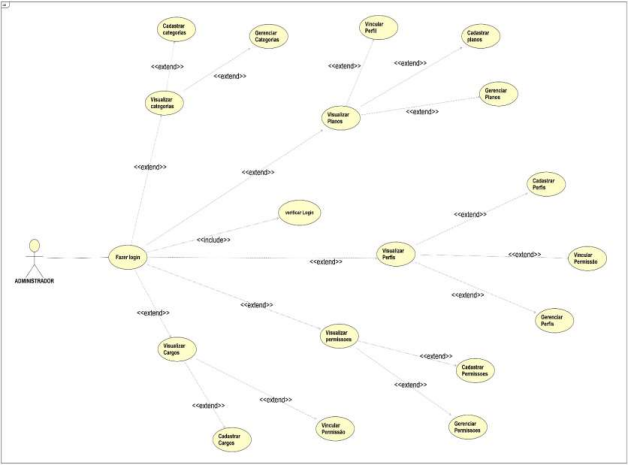 Cadastrar
categorias
Gerenciar
Categorias
Vincular
Perfil
Cadastrar
planos
<<extend>>
<<extend>>
<<extend>>
<<extend>>
Visualizar
categorias
Visualizar
Planos
Gerenciar
Planos
<<extend>>
<<extend>>
<<extend>>
Cadastrar
Perfis
verificar Login
<<extend>>
<<include>>
Fazer login
<<extend>>
Visualizar
Perfis
<<extend>>
Vincular
Permissão
ADMINISTRADOR
<<extend>>
<<extend>>
<<extend>>
Gerenciar
Perfis
Visualizar
Cargos
Visualizar
permissoes
<<extend>>
Cadastrar
Permissoes
<<extend>>
<<extend>>
<<extend>>
Cadastrar
Cargos
Vincular
Permissão
Gerenciar
Permissoes